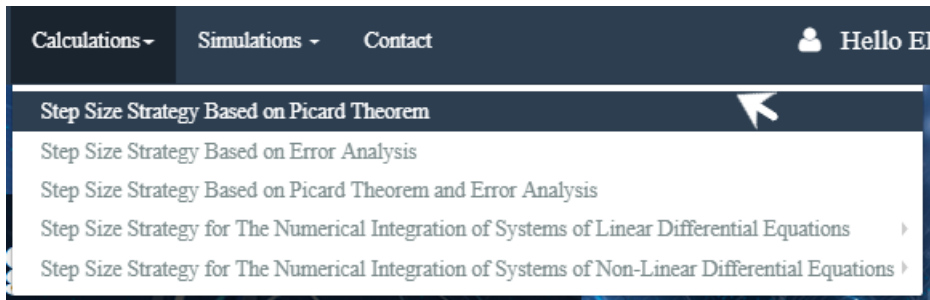 Calculations Simulations Contact Hello
Step Size Strategy Based on Picard Theorem
Step Size Strategy Based on Error Analysis
Step Size Strategy Based on Picard Theorem and Error Analysis
Step Size Strategy for The Numerical Integration of Systems of Linear Differential Equations
Step Size Strategy for The Numerical Integration of Systems of Non-Linear Differential Equations